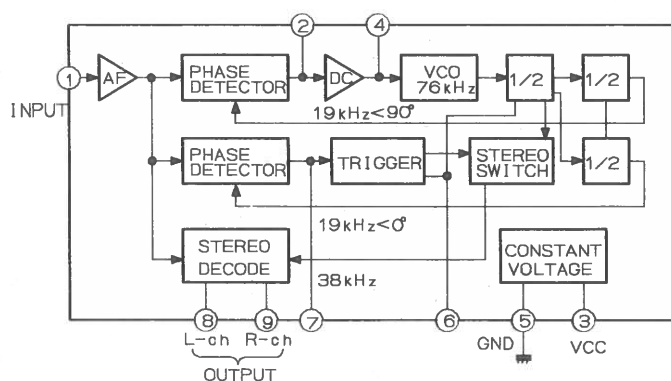 2
4
1
INPUT
AF
PHASE
DETECTOR
DC
VCO
76kHz
1/2
1/2
19kHz<90°
PHASE
DETECTOR
TRIGGER
STEREO
SWITCH
1/2
19kHz<0°
STEREO
DECODE
38kHz
CONSTANT
VOLTAGE
8
9
7
6
5
3
L-ch
R-ch
GND
VCC
OUTPUT